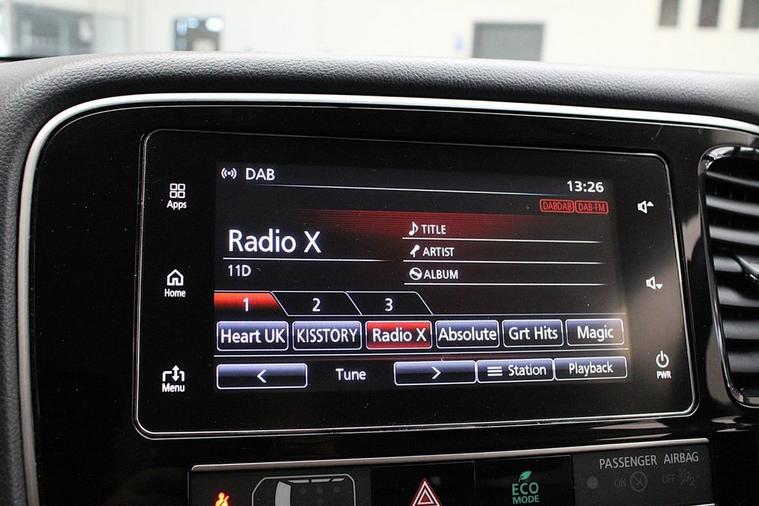 DAB
13:26
DABDAB DAB-FM
Apps
Radio X
TITLE
ARTIST
11D
ALBUM
Home
1 2 3
Heart UK KISSTORY Radio X Absolute Grt Hits Magic
< Tune > Station Playback
Menu
PWR
PASSENGER AIRBAG
ECO
MODE
ON OFF